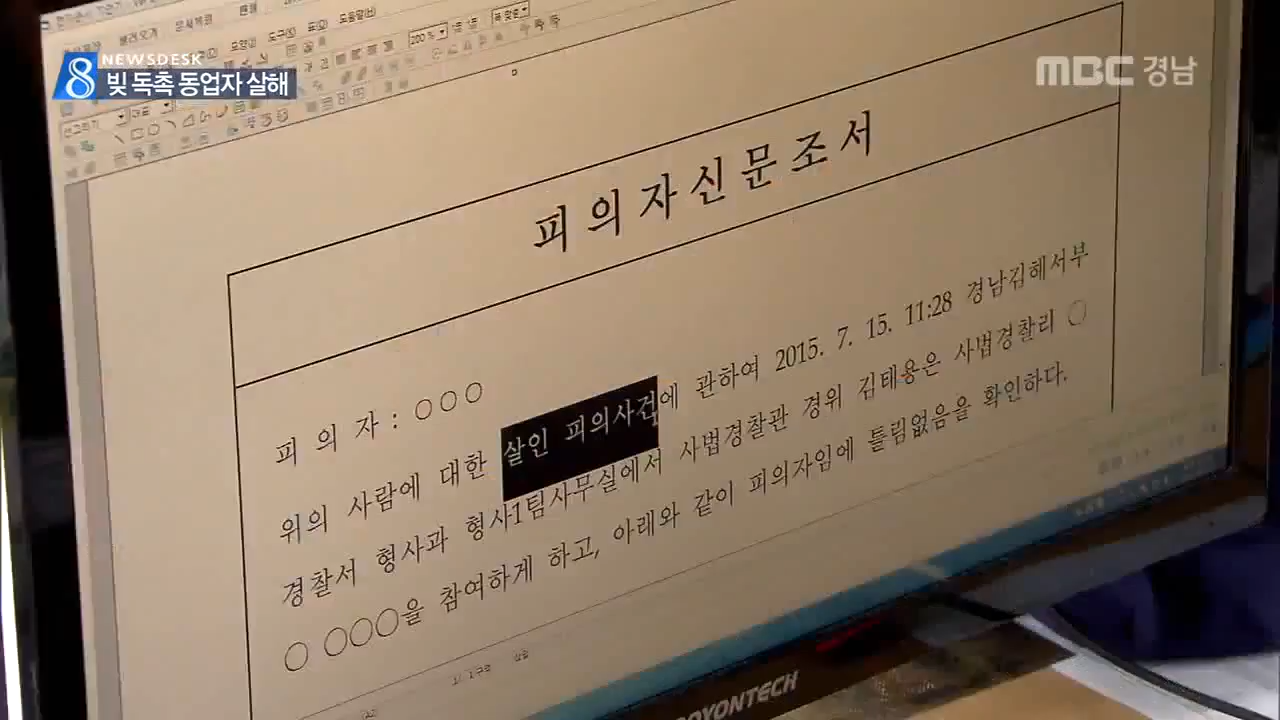 NEWSDESK
8 빚 독촉 동업자 살해
MBC 경남
도움말(H)
200 %
피의자신문조서
피 의 자 : ○○○
위의 사람에 대한 살인 피의사건에 관하여 2015. 7. 15. 11:28 경남김해서부
경찰서 형사과 형사1팀사무실에서 사법경찰관 경위 김태용은 사법경찰리 ○
○ ○○○을 참여하게 하고, 아래와 같이 피의자임에 틀림없음을 확인하다.